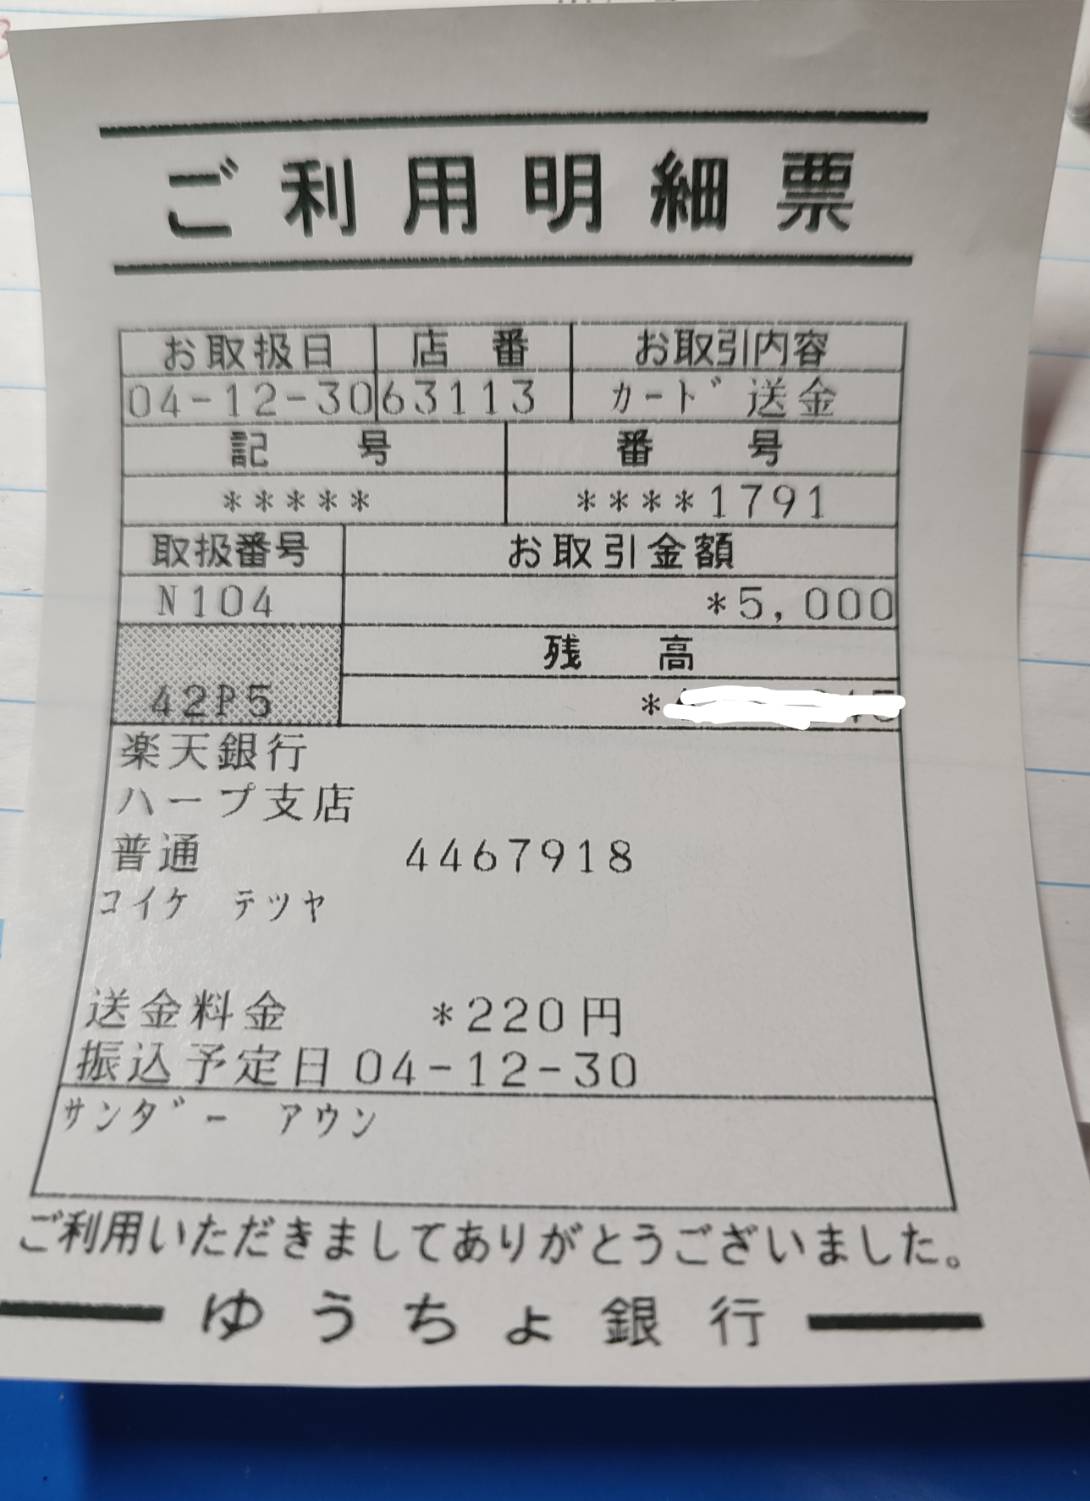 ご利用明細票
お取扱日 店番 お取引内容
04-12-30 63113 カード送金
記号 番号
***** ****1791
取扱番号 お取引金額
N104 *5,000
残高
42P5 *
楽天銀行
ハープ支店
普通 4467918
コイケ テツヤ
送金料金 *220円
振込予定日 04-12-30
サンダー アウン
ご利用いただきましてありがとうございました。
ゆうちょ銀行